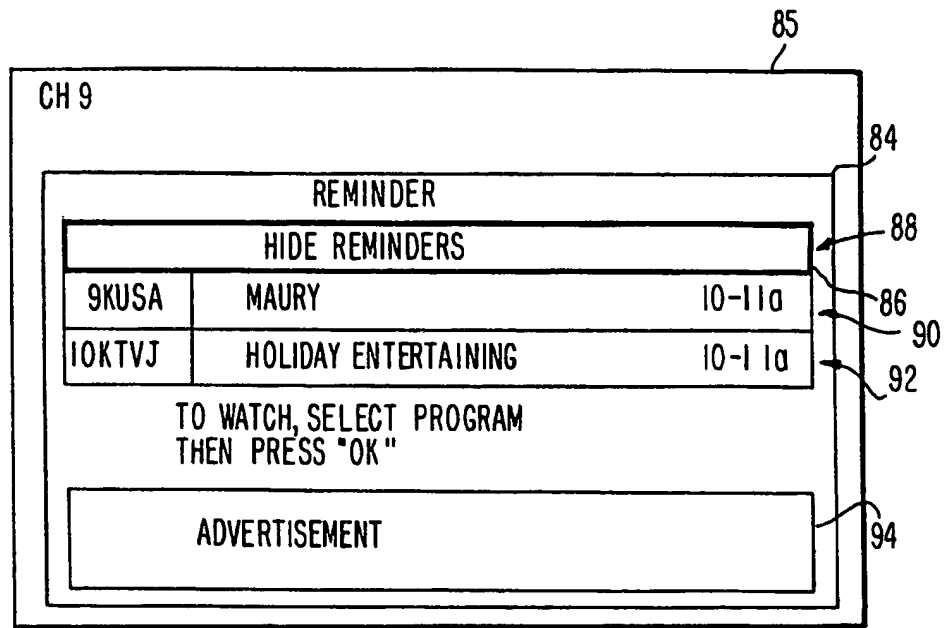 85
CH 9
84
REMINDER
HIDE REMINDERS 88
86
9KUSA MAURY 10-11a 90
10KTVJ HOLIDAY ENTERTAINING 10-11a 92
TO WATCH, SELECT PROGRAM
THEN PRESS "OK"
ADVERTISEMENT 94